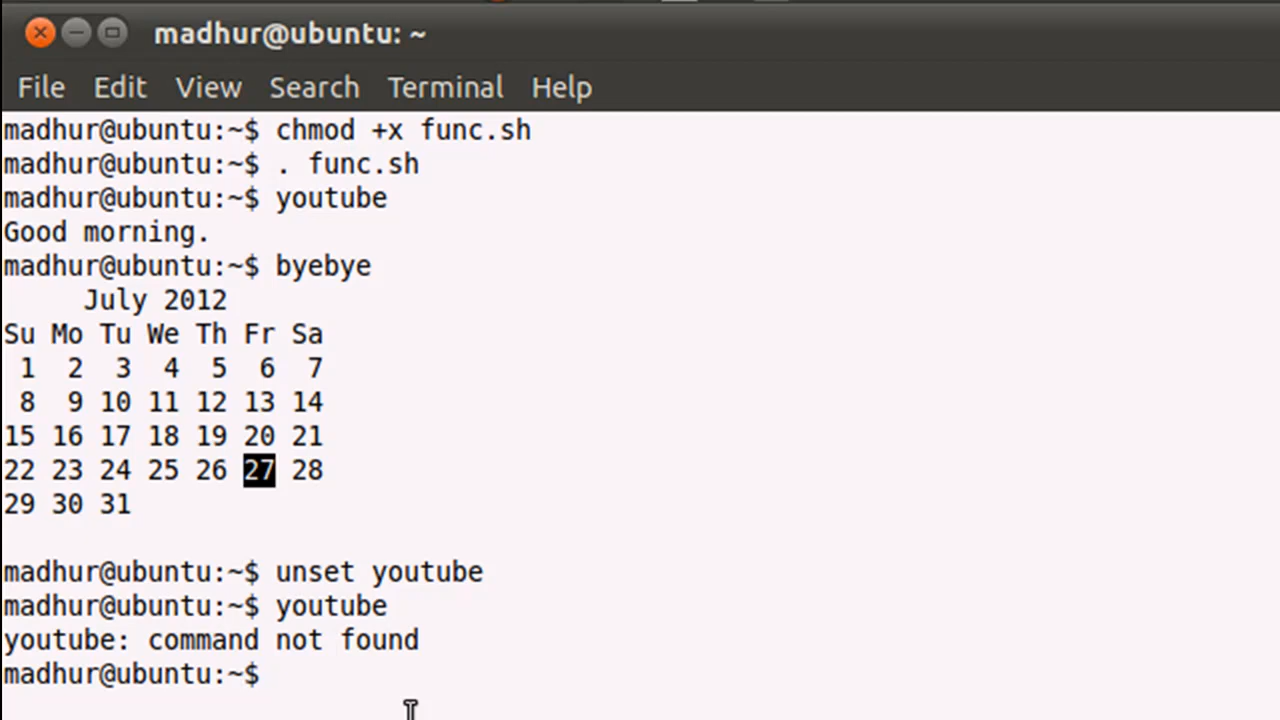 madhur@ubuntu: ~
File Edit View Search Terminal Help
madhur@ubuntu:~$ chmod +x func.sh
madhur@ubuntu:~$ . func.sh
madhur@ubuntu:~$ youtube
Good morning.
madhur@ubuntu:~$ byebye
     July 2012
Su Mo Tu We Th Fr Sa
 1  2  3  4  5  6  7
 8  9 10 11 12 13 14
15 16 17 18 19 20 21
22 23 24 25 26 27 28
29 30 31
madhur@ubuntu:~$ unset youtube
madhur@ubuntu:~$ youtube
youtube: command not found
madhur@ubuntu:~$